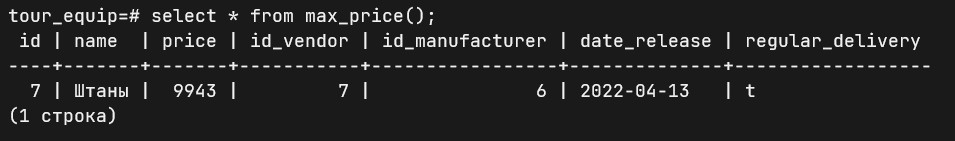 tour_equip=# select * from max_price();
 id | name  | price | id_vendor | id_manufacturer | date_release | regular_delivery
----+-------+-------+-----------+-----------------+--------------+------------------
  7 | Штаны |  9943 |         7 |               6 | 2022-04-13   | t
(1 строка)